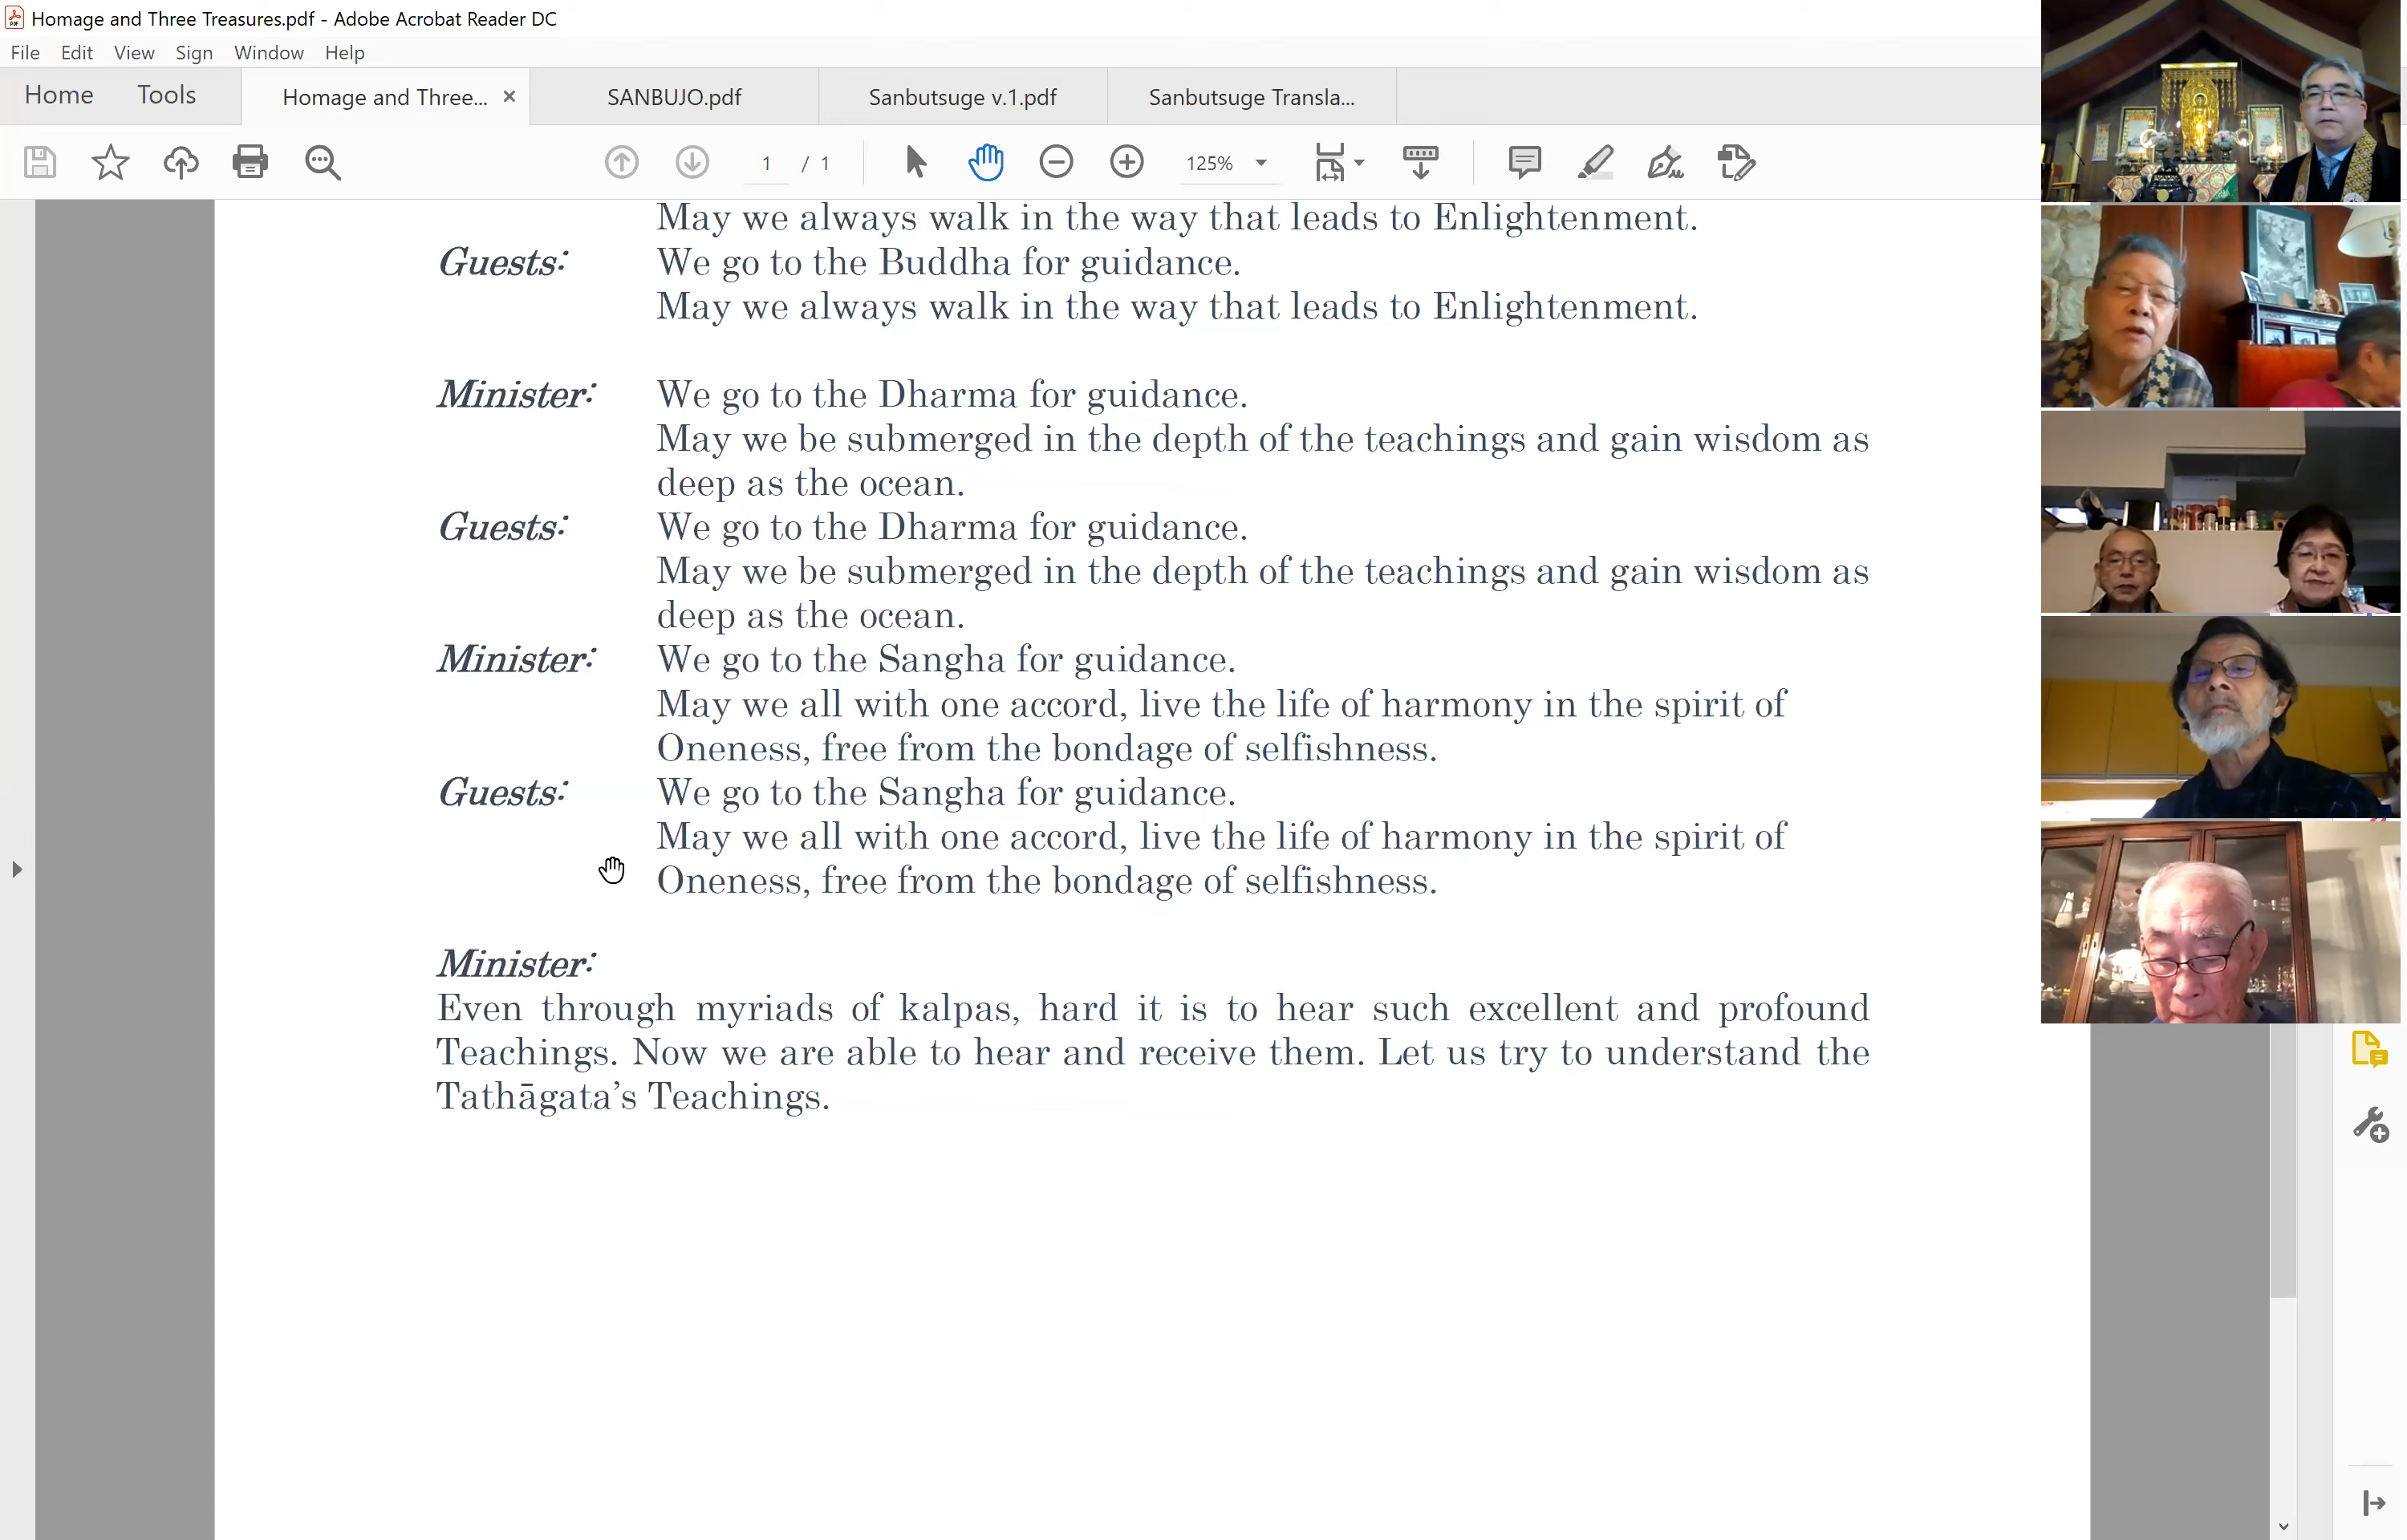 Homage and Three Treasures.pdf - Adobe Acrobat Reader DC
File Edit View Sign Window Help
Home Tools Homage and Three... × SANBUJO.pdf Sanbutsuge v.1.pdf Sanbutsuge Transla...
1 / 1 125%
May we always walk in the way that leads to Enlightenment.
Guests: We go to the Buddha for guidance.
May we always walk in the way that leads to Enlightenment.
Minister: We go to the Dharma for guidance.
May we be submerged in the depth of the teachings and gain wisdom as
deep as the ocean.
Guests: We go to the Dharma for guidance.
May we be submerged in the depth of the teachings and gain wisdom as
deep as the ocean.
Minister: We go to the Sangha for guidance.
May we all with one accord, live the life of harmony in the spirit of
Oneness, free from the bondage of selfishness.
Guests: We go to the Sangha for guidance.
May we all with one accord, live the life of harmony in the spirit of
Oneness, free from the bondage of selfishness.
Minister:
Even through myriads of kalpas, hard it is to hear such excellent and profound
Teachings. Now we are able to hear and receive them. Let us try to understand the
Tathāgata’s Teachings.